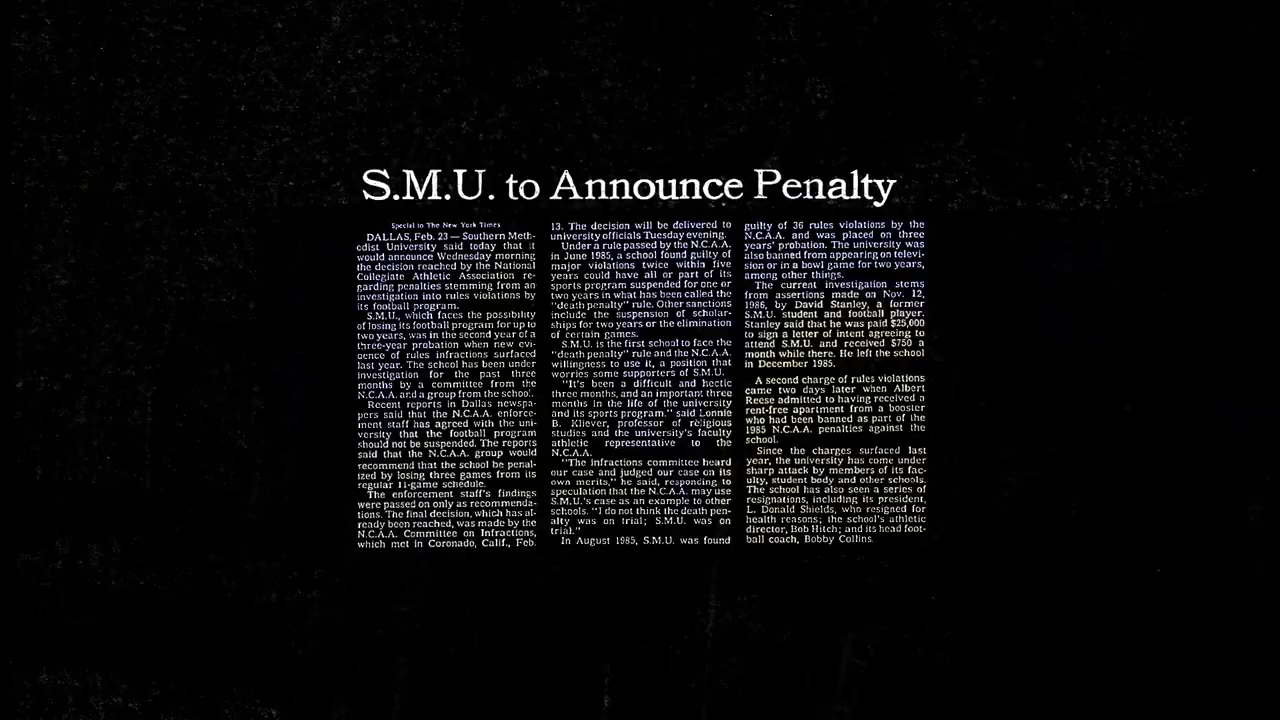 S.M.U. to Announce Penalty
Special to The New York Times
DALLAS, Feb. 23 — Southern Meth-
odist University said today that it
would announce Wednesday morning
the decision reached by the National
Collegiate Athletic Association re-
garding penalties stemming from an
investigation into rules violations by
its football program.
S.M.U., which faces the possibility
of losing its football program for up to
two years, was in the second year of a
three-year probation when new evi-
dence of rules infractions surfaced
last year. The school has been under
investigation for the past three
months by a committee from the
N.C.A.A. and a group from the school.
Recent reports in Dallas newspa-
pers said that the N.C.A.A. enforce-
ment staff has agreed with the uni-
versity that the football program
should not be suspended. The reports
said that the N.C.A.A. group would
recommend that the school be penal-
ized by losing three games from its
regular 11-game schedule.
The enforcement staff's findings
were passed on only as recommenda-
tions. The final decision, which has al-
ready been reached, was made by the
N.C.A.A. Committee on Infractions,
which met in Coronado, Calif., Feb.
13. The decision will be delivered to
university officials Tuesday evening.
Under a rule passed by the N.C.A.A.
in June 1985, a school found guilty of
major violations twice within five
years could have all or part of its
sports program suspended for one or
two years in what has been called the
"death penalty" rule. Other sanctions
include the suspension of scholar-
ships for two years or the elimination
of certain games.
S.M.U. is the first school to face the
"death penalty" rule and the N.C.A.A.
willingness to use it, a position that
worries some supporters of S.M.U.
"It's been a difficult and hectic
three months, and an important three
months in the life of the university
and its sports program." said Lonnie
B. Kliever, professor of religious
studies and the university's faculty
athletic representative to the
N.C.A.A.
"The infractions committee heard
our case and judged our case on its
own merits," he said, responding to
speculation that the N.C.A.A. may use
S.M.U.'s case as an example to other
schools. "I do not think the death pen-
alty was on trial; S.M.U. was on
trial."
In August 1985, S.M.U. was found
guilty of 36 rules violations by the
N.C.A.A. and was placed on three
years' probation. The university was
also banned from appearing on televi-
sion or in a bowl game for two years,
among other things.
The current investigation stems
from assertions made on Nov. 12,
1986, by David Stanley, a former
S.M.U. student and football player.
Stanley said that he was paid $25,000
to sign a letter of intent agreeing to
attend S.M.U. and received $750 a
month while there. He left the school
in December 1985.
A second charge of rules violations
came two days later when Albert
Reese admitted to having received a
rent-free apartment from a booster
who had been banned as part of the
1985 N.C.A.A. penalties against the
school.
Since the charges surfaced last
year, the university has come under
sharp attack by members of its fac-
ulty, student body and other schools.
The school has also seen a series of
resignations, including its president,
L. Donald Shields, who resigned for
health reasons; the school's athletic
director, Bob Hitch; and its head foot-
ball coach, Bobby Collins.